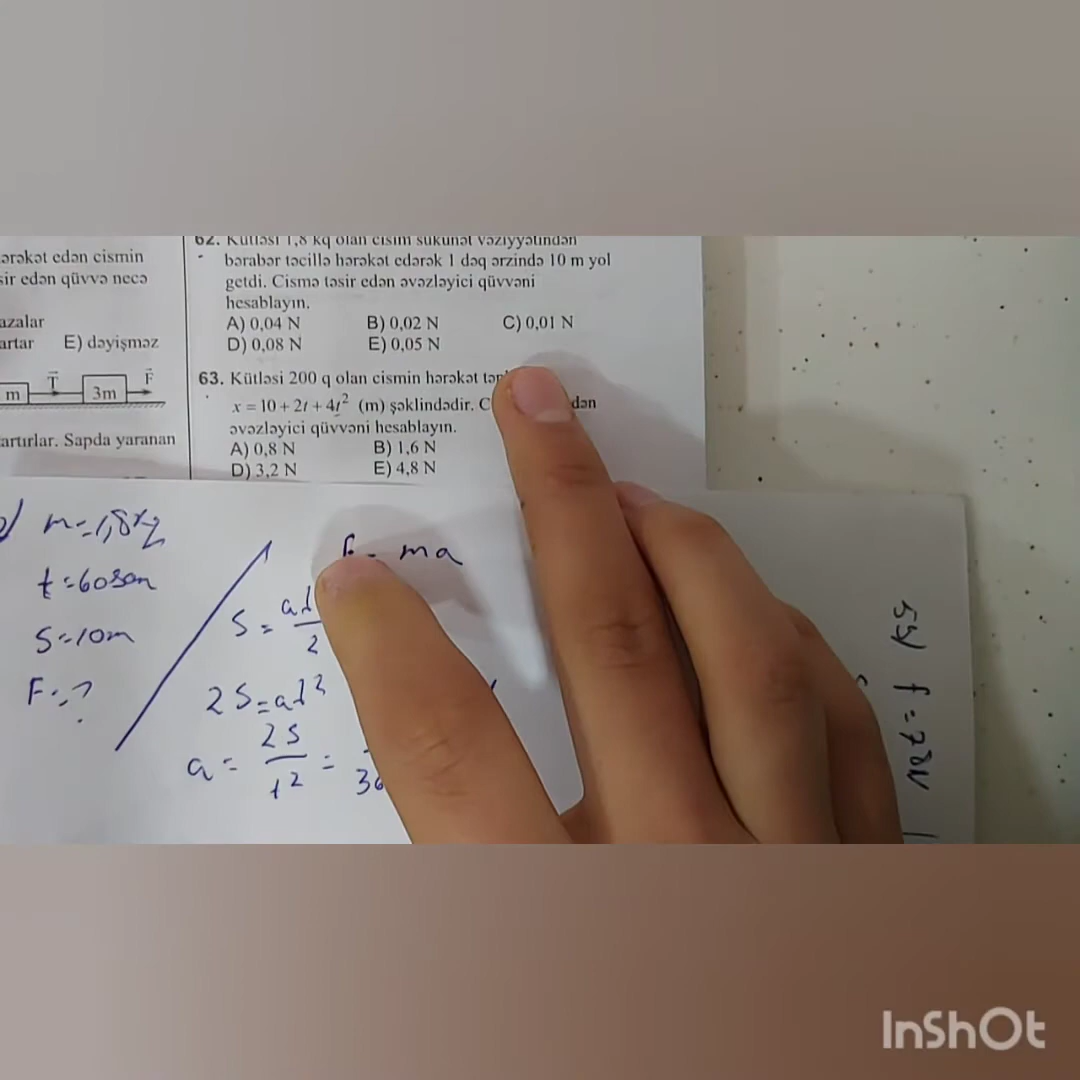 ərəkət edən cismin
sir edən qüvvə necə
azalar
artar E) dəyişməz
m T 3m F
artırlar. Sapda yaranan
62. Kütləsi 1,8 kq olan cisim sükunət vəziyyətindən
bərabər təcillə hərəkət edərək 1 dəq ərzində 10 m yol
getdi. Cismə təsir edən əvəzləyici qüvvəni
hesablayın.
A) 0,04 N B) 0,02 N C) 0,01 N
D) 0,08 N E) 0,05 N
63. Kütləsi 200 q olan cismin hərəkət
x = 10 + 2t + 4t² (m) şəklindədir. C dən
əvəzləyici qüvvəni hesablayın.
A) 0,8 N B) 1,6 N
D) 3,2 N E) 4,8 N
m=1,8kq
t=60san
S=10m
F=?
ma
S=
2
2S=at²
a = 2S/t² =
54 f=78N
InShOt